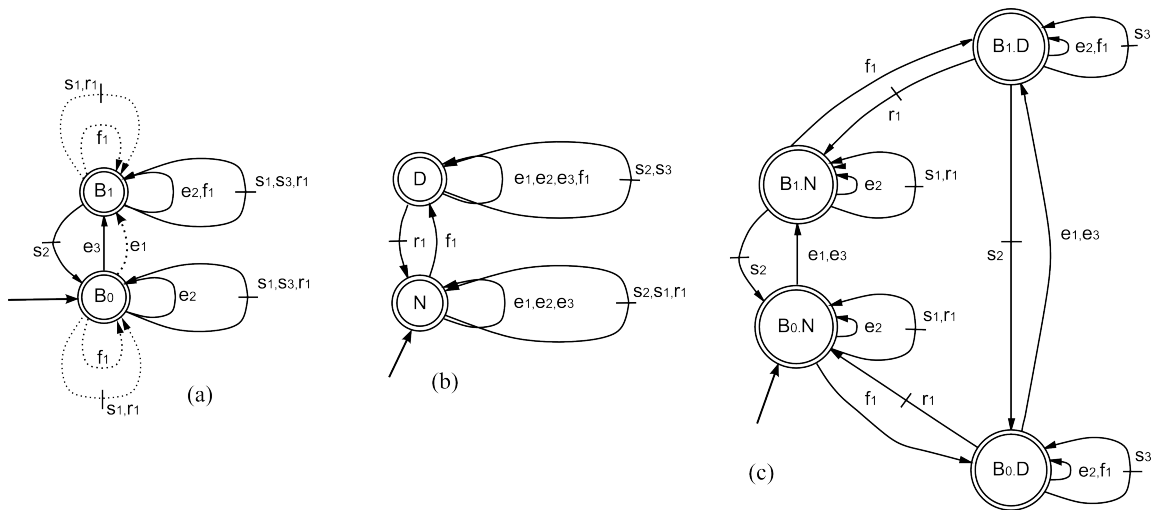 s1,r1
f1
B1
e2,f1
s1,s3,r1
s2
e3
e1
B0
e2
s1,s3,r1
f1
s1,r1
(a)
D
e1,e2,e3,f1
s2,s3
r1
f1
N
e1,e2,e3
s2,s1,r1
(b)
B1.D
e2,f1
s3
f1
r1
B1.N
e2
s1,r1
s2
e1,e3
s2
e1,e3
B0.N
e2
s1,r1
f1
r1
B0.D
e2,f1
s3
(c)